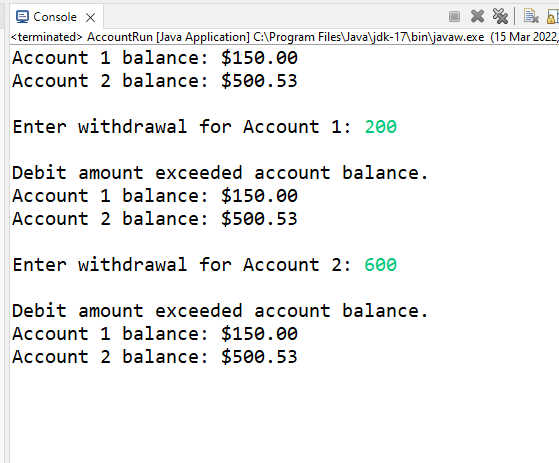 Console
<terminated> AccountRun [Java Application] C:\Program Files\Java\jdk-17\bin\javaw.exe (15 Mar 2022,
Account 1 balance: $150.00
Account 2 balance: $500.53
Enter withdrawal for Account 1: 200
Debit amount exceeded account balance.
Account 1 balance: $150.00
Account 2 balance: $500.53
Enter withdrawal for Account 2: 600
Debit amount exceeded account balance.
Account 1 balance: $150.00
Account 2 balance: $500.53